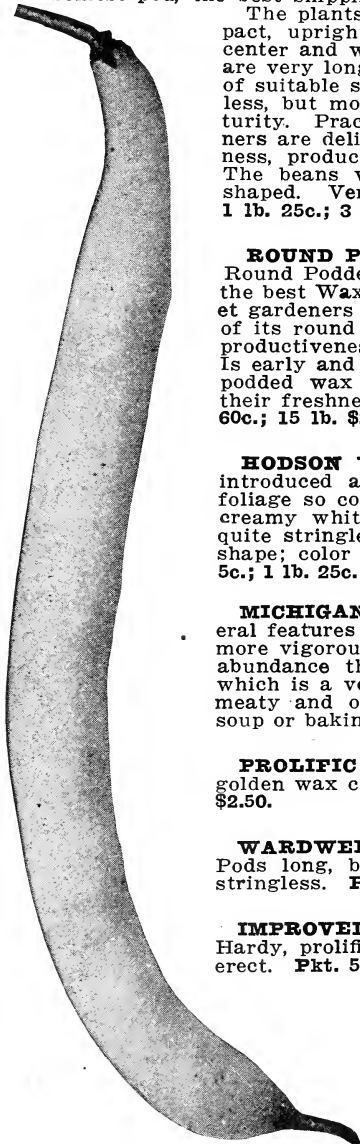 The plants
pact, uprigh
center and w
are very long
of suitable s
less, but mo
turity. Prac
ners are deli
ness, produc
The beans v
shaped. Ver
1 lb. 25c.; 3
ROUND P
Round Podde
the best Wax
et gardeners
of its round
productivenes
Is early and
podded wax
their freshne
60c.; 15 lb. $
HODSON
introduced a
foliage so co
creamy whit
quite stringle
shape; color
5c.; 1 lb. 25c.
MICHIGAN
eral features
more vigorou
abundance th
which is a ve
meaty and o
soup or bakin
PROLIFIC
golden wax c
$2.50.
WARDWEI
Pods long, b
stringless. P
IMPROVEI
Hardy, prolifi
erect. Pkt. 5